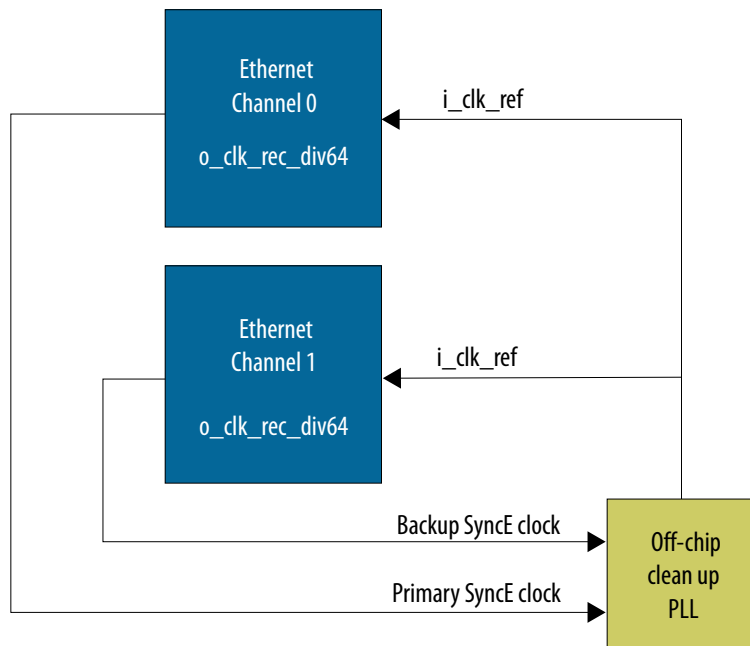 Ethernet
Channel 0
o_clk_rec_div64
i_clk_ref
Ethernet
Channel 1
o_clk_rec_div64
i_clk_ref
Backup SyncE clock
Primary SyncE clock
Off-chip
clean up
PLL